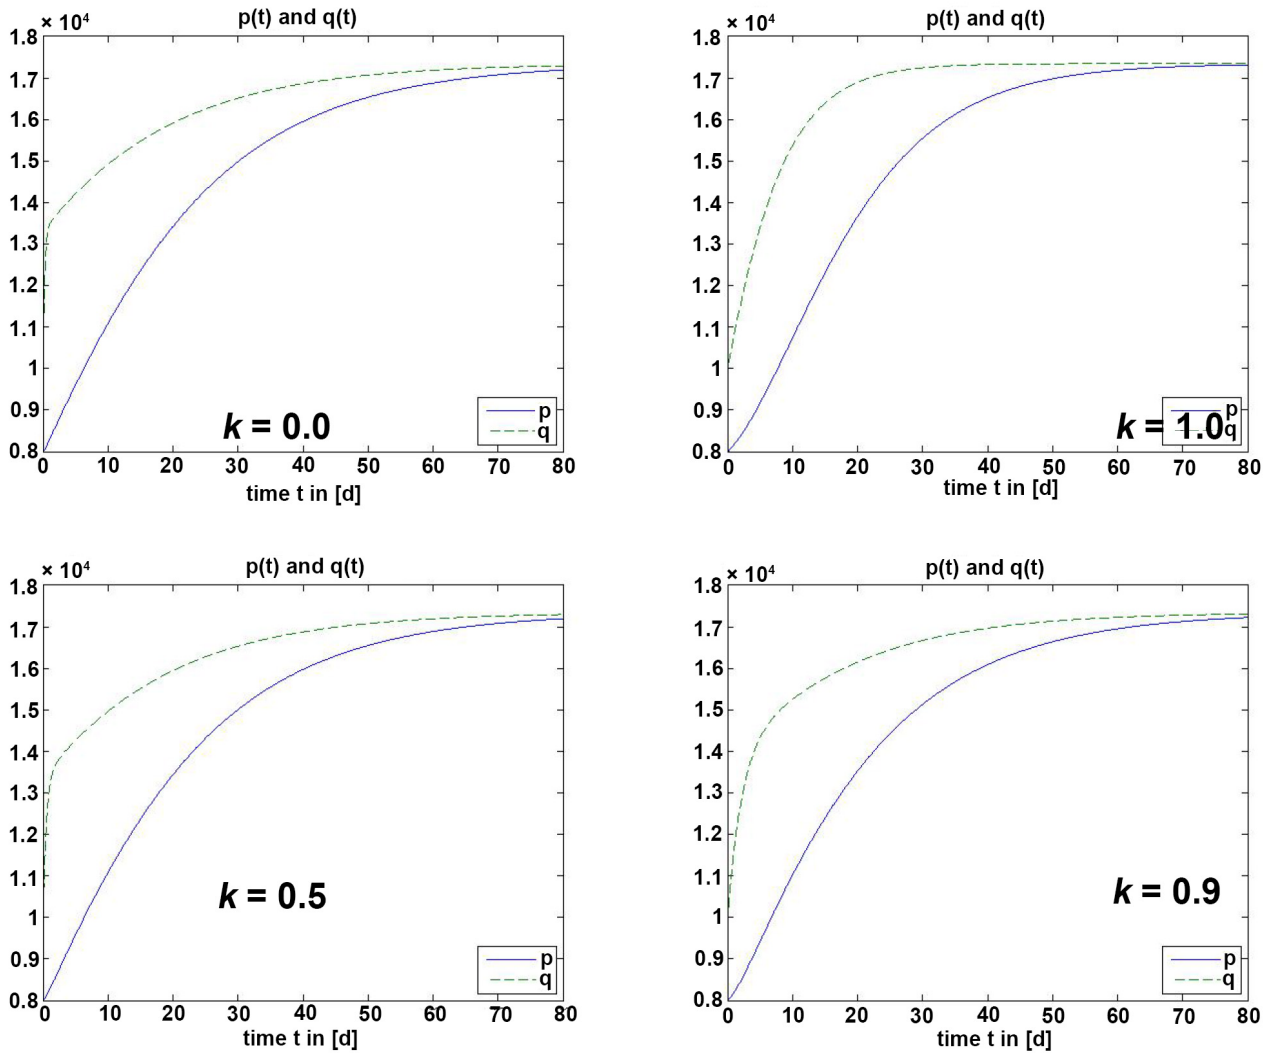 p(t) and q(t)
× 10⁴
1.8
1.7
1.6
1.5
1.4
1.3
1.2
1.1
1
0.9
0.8
k = 0.0
p
q
0 10 20 30 40 50 60 70 80
time t in [d]
p(t) and q(t)
× 10⁴
1.8
1.7
1.6
1.5
1.4
1.3
1.2
1.1
1
0.9
0.8
k = 1.0
p
q
0 10 20 30 40 50 60 70 80
time t in [d]
p(t) and q(t)
× 10⁴
1.8
1.7
1.6
1.5
1.4
1.3
1.2
1.1
1
0.9
0.8
k = 0.5
p
q
0 10 20 30 40 50 60 70 80
time t in [d]
p(t) and q(t)
× 10⁴
1.8
1.7
1.6
1.5
1.4
1.3
1.2
1.1
1
0.9
0.8
k = 0.9
p
q
0 10 20 30 40 50 60 70 80
time t in [d]